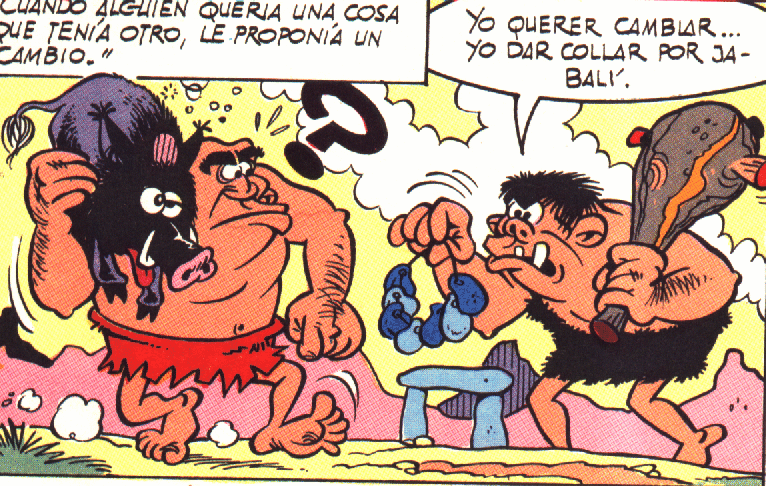 CUANDO ALGUIEN QUERIA UNA COSA
QUE TENÍA OTRO, LE PROPONÍA UN
CAMBIO."
YO QUERER CAMBIAR...
YO DAR COLLAR POR JA-
BALÍ.
?